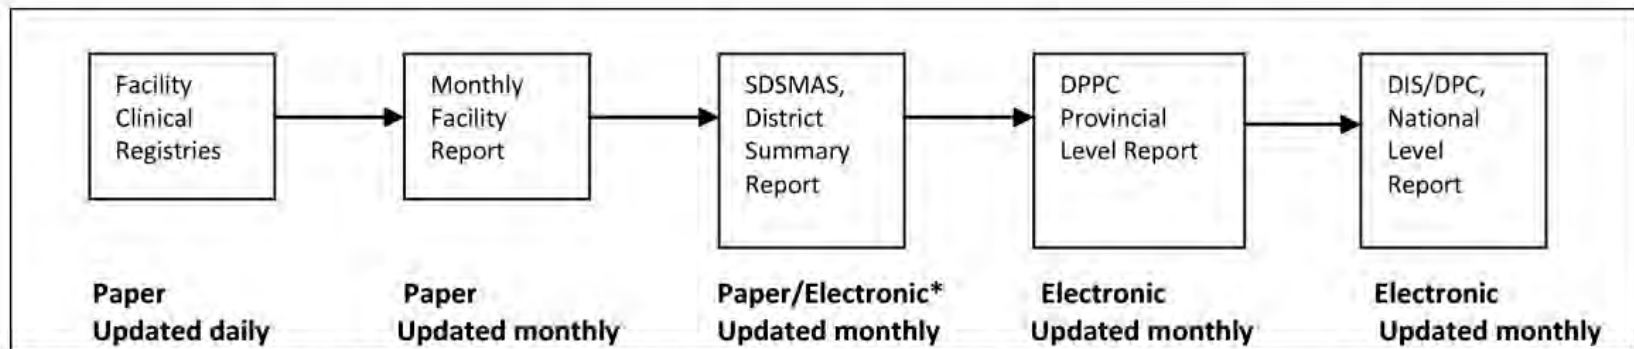 Facility
Clinical
Registries
Monthly
Facility
Report
SDSMAS,
District
Summary
Report
DPPC
Provincial
Level Report
DIS/DPC,
National
Level
Report
Paper
Updated daily
Paper
Updated monthly
Paper/Electronic*
Updated monthly
Electronic
Updated monthly
Electronic
Updated monthly